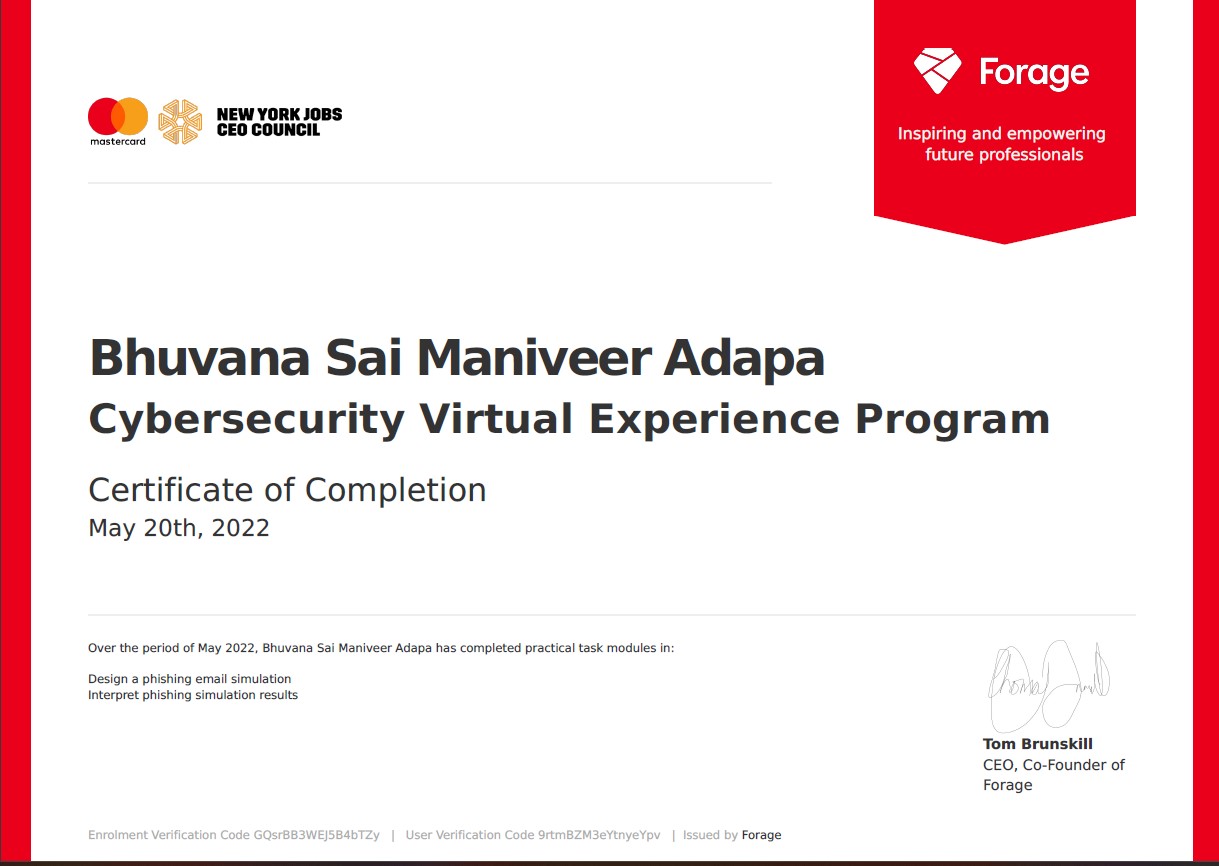 mastercard
NEW YORK JOBS
CEO COUNCIL
Forage
Inspiring and empowering
future professionals
Bhuvana Sai Maniveer Adapa
Cybersecurity Virtual Experience Program
Certificate of Completion
May 20th, 2022
Over the period of May 2022, Bhuvana Sai Maniveer Adapa has completed practical task modules in:
Design a phishing email simulation
Interpret phishing simulation results
Tom Brunskill
CEO, Co-Founder of
Forage
Enrolment Verification Code GQsrBB3WEJ5B4bTZy | User Verification Code 9rtmBZM3eYtnyeYpv | Issued by Forage